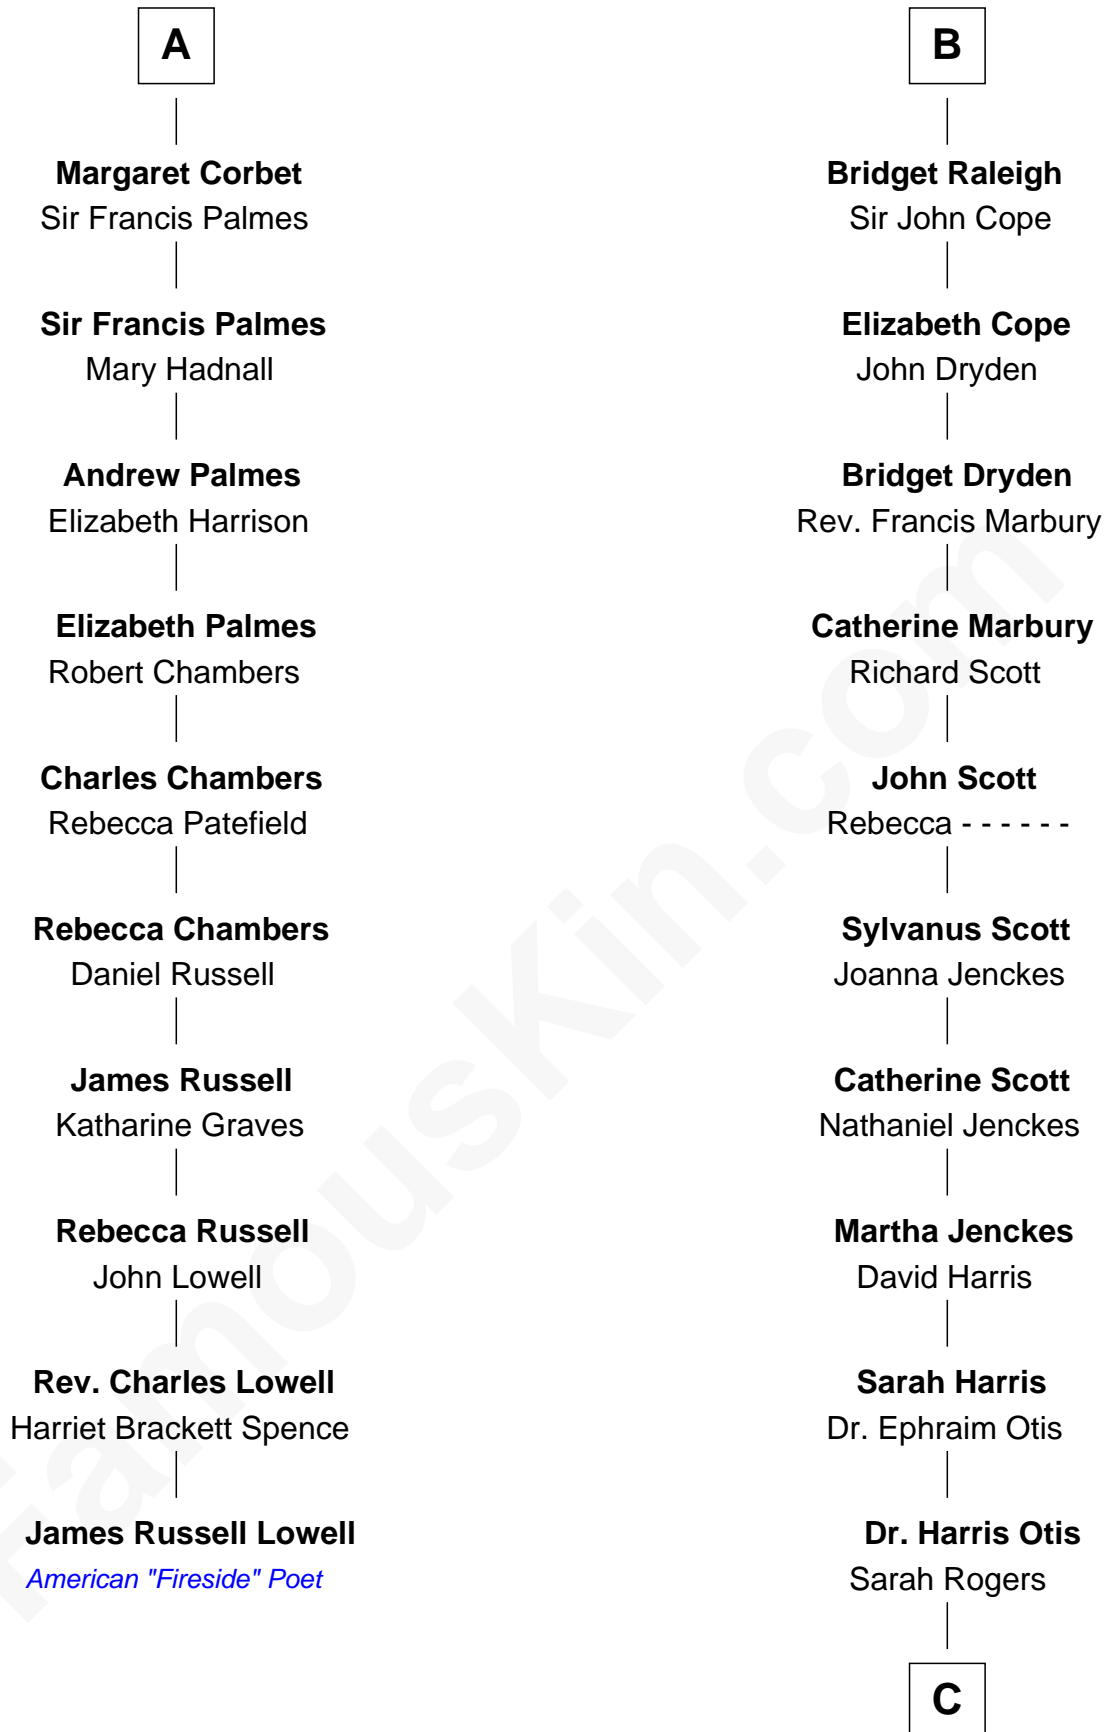 A
Margaret Corbet
Sir Francis Palmes
Sir Francis Palmes
Mary Hadnall
Andrew Palmes
Elizabeth Harrison
Elizabeth Palmes
Robert Chambers
Charles Chambers
Rebecca Patefield
Rebecca Chambers
Daniel Russell
James Russell
Katharine Graves
Rebecca Russell
John Lowell
Rev. Charles Lowell
Harriet Brackett Spence
James Russell Lowell
American "Fireside" Poet
B
Bridget Raleigh
Sir John Cope
Elizabeth Cope
John Dryden
Bridget Dryden
Rev. Francis Marbury
Catherine Marbury
Richard Scott
John Scott
Rebecca - - - - - -
Sylvanus Scott
Joanna Jenckes
Catherine Scott
Nathaniel Jenckes
Martha Jenckes
David Harris
Sarah Harris
Dr. Ephraim Otis
Dr. Harris Otis
Sarah Rogers
C
FamousKin.com